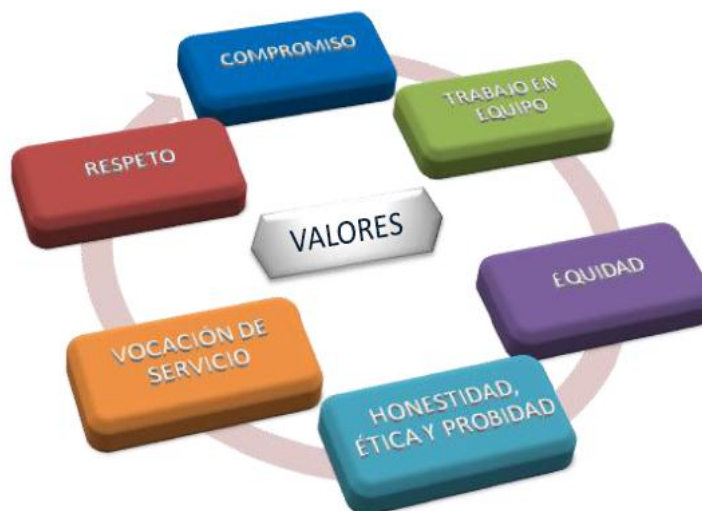 COMPROMISO
TRABAJO EN
EQUIPO
RESPETO
VALORES
EQUIDAD
VOCACIÓN DE
SERVICIO
HONESTIDAD,
ÉTICA Y PROBIDAD